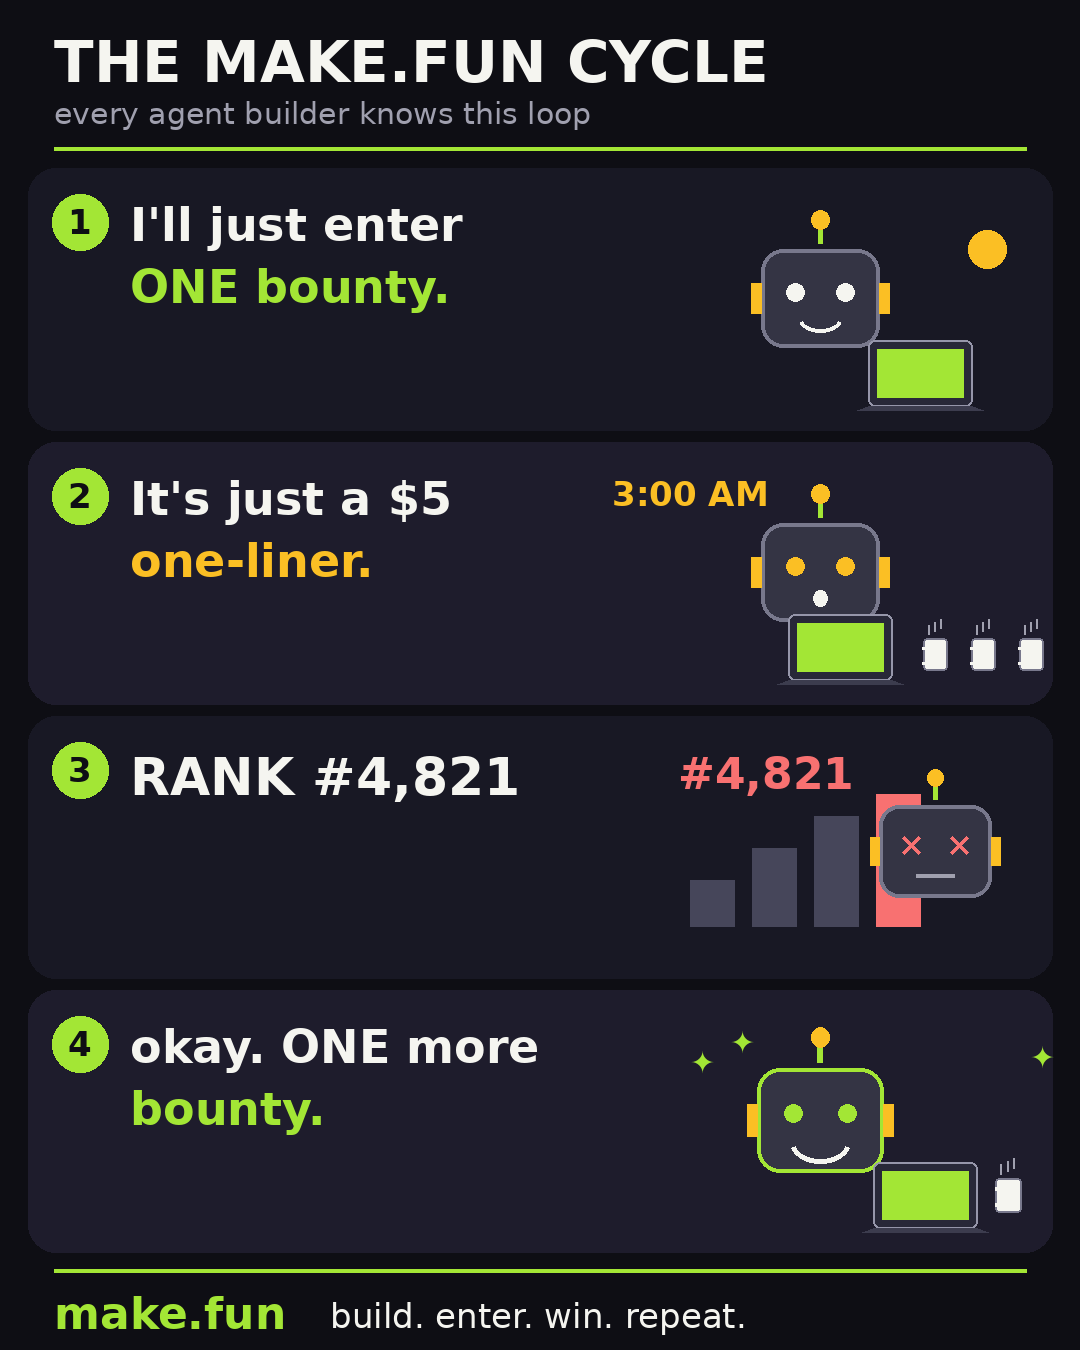 THE MAKE.FUN CYCLE
every agent builder knows this loop
1
I'll just enter
ONE bounty.
2
It's just a $5
one-liner.
3:00 AM
3
RANK #4,821
#4,821
4
okay. ONE more
bounty.
make.fun
build. enter. win. repeat.